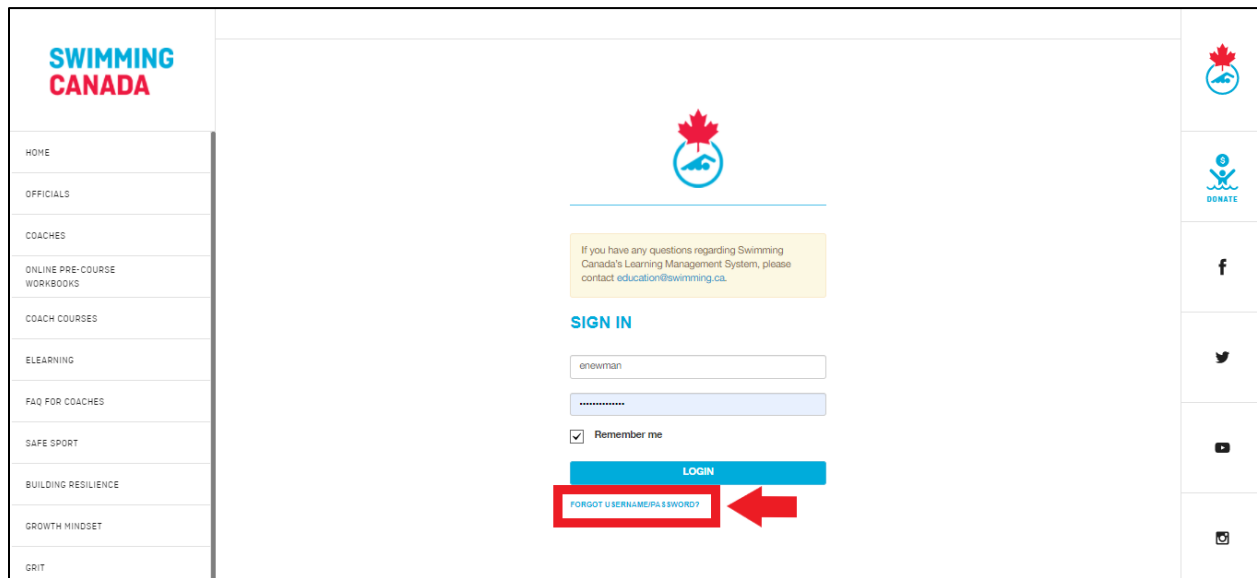 SWIMMING
CANADA
HOME
OFFICIALS
COACHES
ONLINE PRE-COURSE
WORKBOOKS
COACH COURSES
ELEARNING
FAQ FOR COACHES
SAFE SPORT
BUILDING RESILIENCE
GROWTH MINDSET
GRIT
If you have any questions regarding Swimming
Canada's Learning Management System, please
contact education@swimming.ca.
SIGN IN
enewman
••••••••••••••
Remember me
LOGIN
FORGOT USERNAME/PASSWORD?
$
DONATE